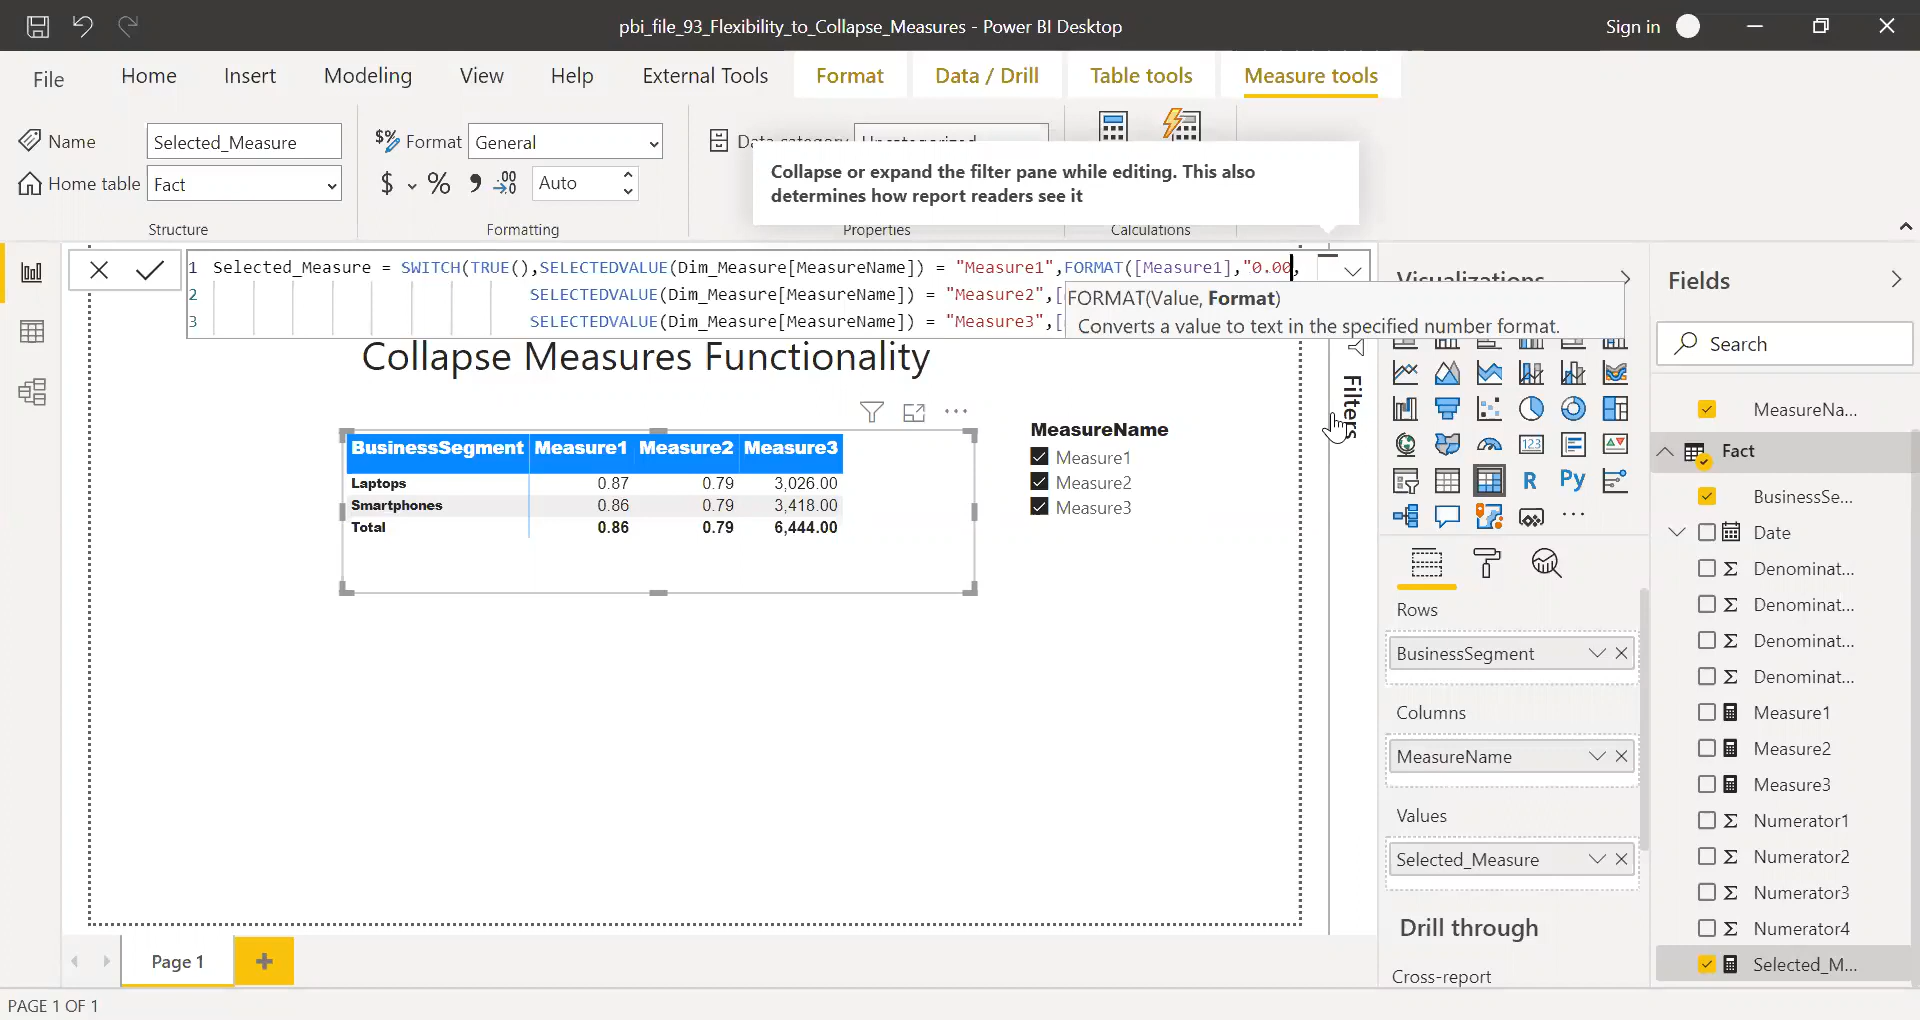 pbi_file_93_Flexibility_to_Collapse_Measures - Power BI Desktop
Sign in
File
Home
Insert
Modeling
View
Help
External Tools
Format
Data / Drill
Table tools
Measure tools
Name
Selected_Measure
Format
General
Home table
Fact
$
%
Auto
Structure
Formatting
Properties
Calculations
Collapse or expand the filter pane while editing. This also
determines how report readers see it
1 Selected_Measure = SWITCH(TRUE(),SELECTEDVALUE(Dim_Measure[MeasureName]) = "Measure1",FORMAT([Measure1],"0.00,
2 SELECTEDVALUE(Dim_Measure[MeasureName]) = "Measure2",[
3 SELECTEDVALUE(Dim_Measure[MeasureName]) = "Measure3",[
FORMAT(Value, Format)
Converts a value to text in the specified number format.
Collapse Measures Functionality
BusinessSegment Measure1 Measure2 Measure3
Laptops 0.87 0.79 3,026.00
Smartphones 0.86 0.79 3,418.00
Total 0.86 0.79 6,444.00
MeasureName
Measure1
Measure2
Measure3
Filters
Visualizations
123
R
Py
Rows
BusinessSegment
Columns
MeasureName
Values
Selected_Measure
Drill through
Cross-report
Fields
Search
MeasureNa...
Fact
BusinessSe...
Date
Denominat...
Denominat...
Denominat...
Denominat...
Measure1
Measure2
Measure3
Numerator1
Numerator2
Numerator3
Numerator4
Selected_M...
Page 1
PAGE 1 OF 1